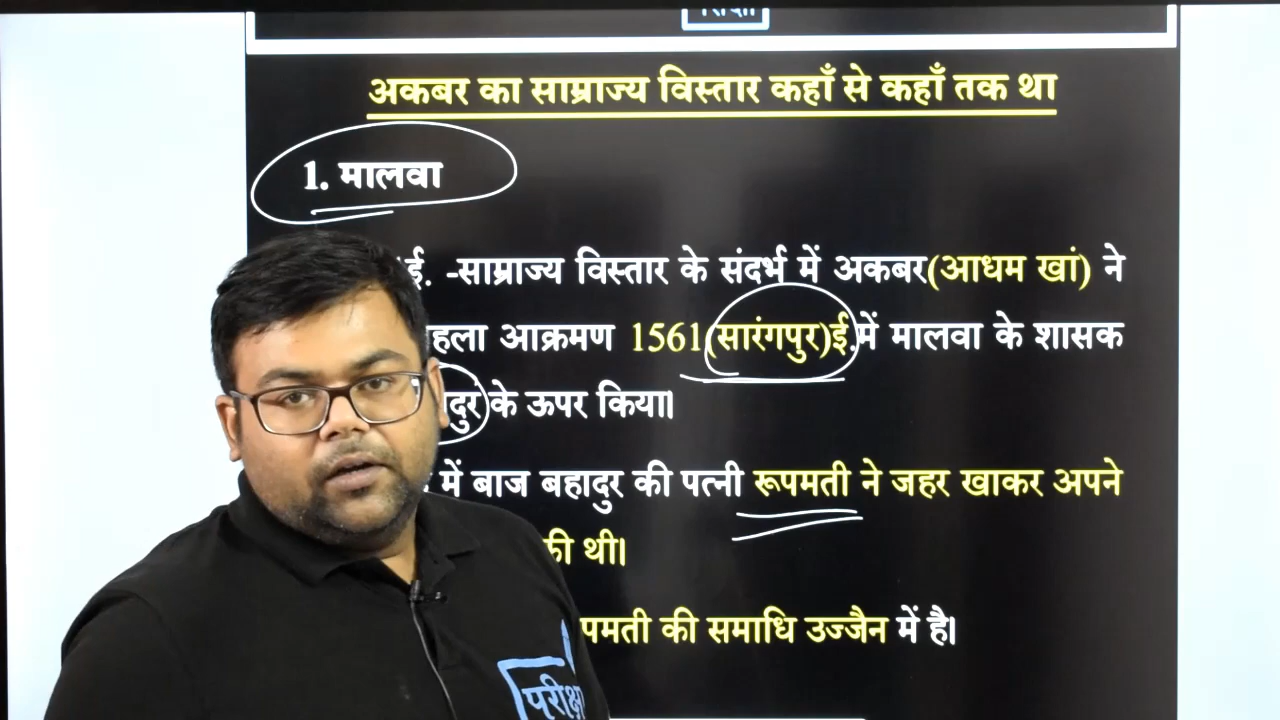 शिक्षा
अकबर का साम्राज्य विस्तार कहाँ से कहाँ तक था
1. मालवा
ई. -साम्राज्य विस्तार के संदर्भ में अकबर(आधम खां) ने
हला आक्रमण 1561(सारंगपुर)ई.में मालवा के शासक
दुर के ऊपर किया।
में बाज बहादुर की पत्नी रूपमती ने जहर खाकर अपने
की थी।
पमती की समाधि उज्जैन में है।
परीक्षा